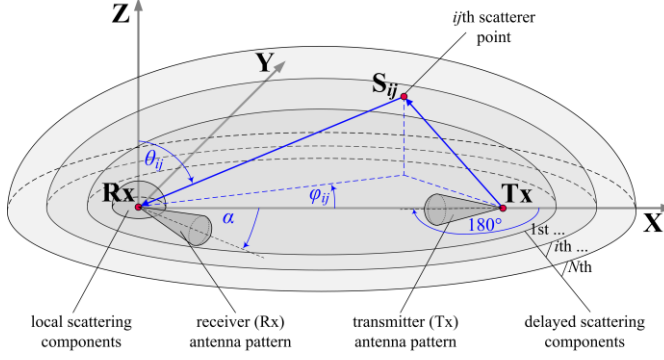 Z
ijth scatterer
point
Y
S_ij
θ_ij
Rx
Tx
φ_ij
α
X
180°
1st ...
ith ...
Nth
local scattering
components
receiver (Rx)
antenna pattern
transmitter (Tx)
antenna pattern
delayed scattering
components